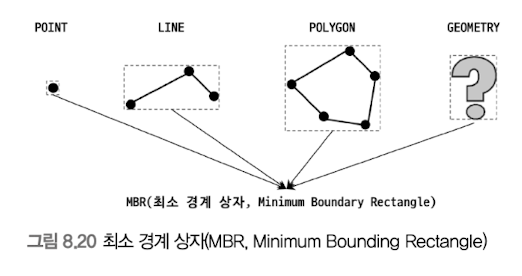 POINT LINE POLYGON GEOMETRY
?
MBR(최소 경계 상자, Minimum Boundary Rectangle)
그림 8.20 최소 경계 상자(MBR, Minimum Bounding Rectangle)